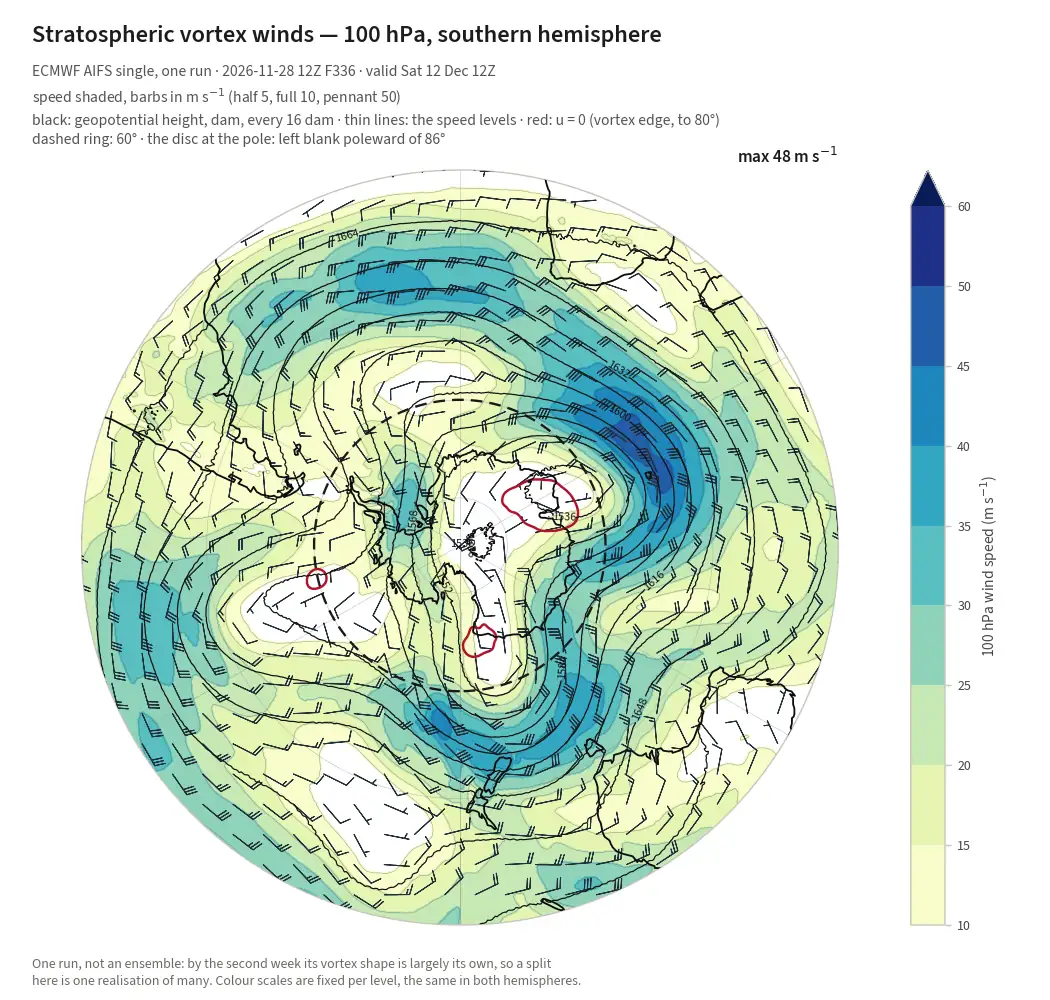 Stratospheric vortex winds — 100 hPa, southern hemisphere
ECMWF AIFS single, one run · 2026-11-28 12Z F336 · valid Sat 12 Dec 12Z
speed shaded, barbs in m s⁻¹ (half 5, full 10, pennant 50)
black: geopotential height, dam, every 16 dam · thin lines: the speed levels · red: u = 0 (vortex edge, to 80°)
dashed ring: 60° · the disc at the pole: left blank poleward of 86°
max 48 m s⁻¹
60
50
45
40
35
30
25
20
15
10
100 hPa wind speed (m s⁻¹)
1664
1632
1600
1536
1568
1616
1648
One run, not an ensemble: by the second week its vortex shape is largely its own, so a split
here is one realisation of many. Colour scales are fixed per level, the same in both hemispheres.